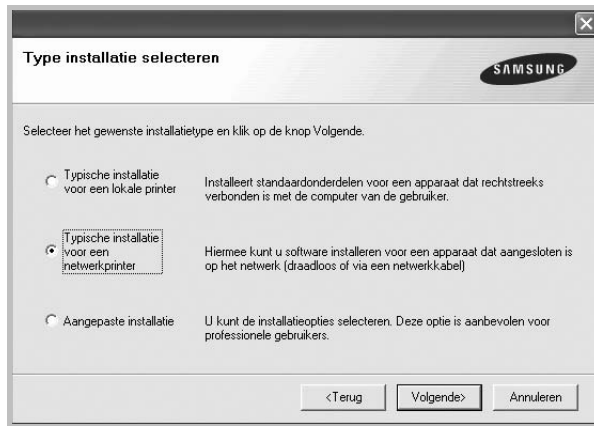 Type installatie selecteren
SAMSUNG
Selecteer het gewenste installatietype en klik op de knop Volgende.
Typische installatie
voor een lokale printer
Installeert standaardonderdelen voor een apparaat dat rechtstreeks
verbonden is met de computer van de gebruiker.
Typische installatie
voor een
netwerkprinter
Hiermee kunt u software installeren voor een apparaat dat aangesloten is
op het netwerk (draadloos of via een netwerkkabel)
Aangepaste installatie
U kunt de installatieopties selecteren. Deze optie is aanbevolen voor
professionele gebruikers.
<Terug
Volgende>
Annuleren